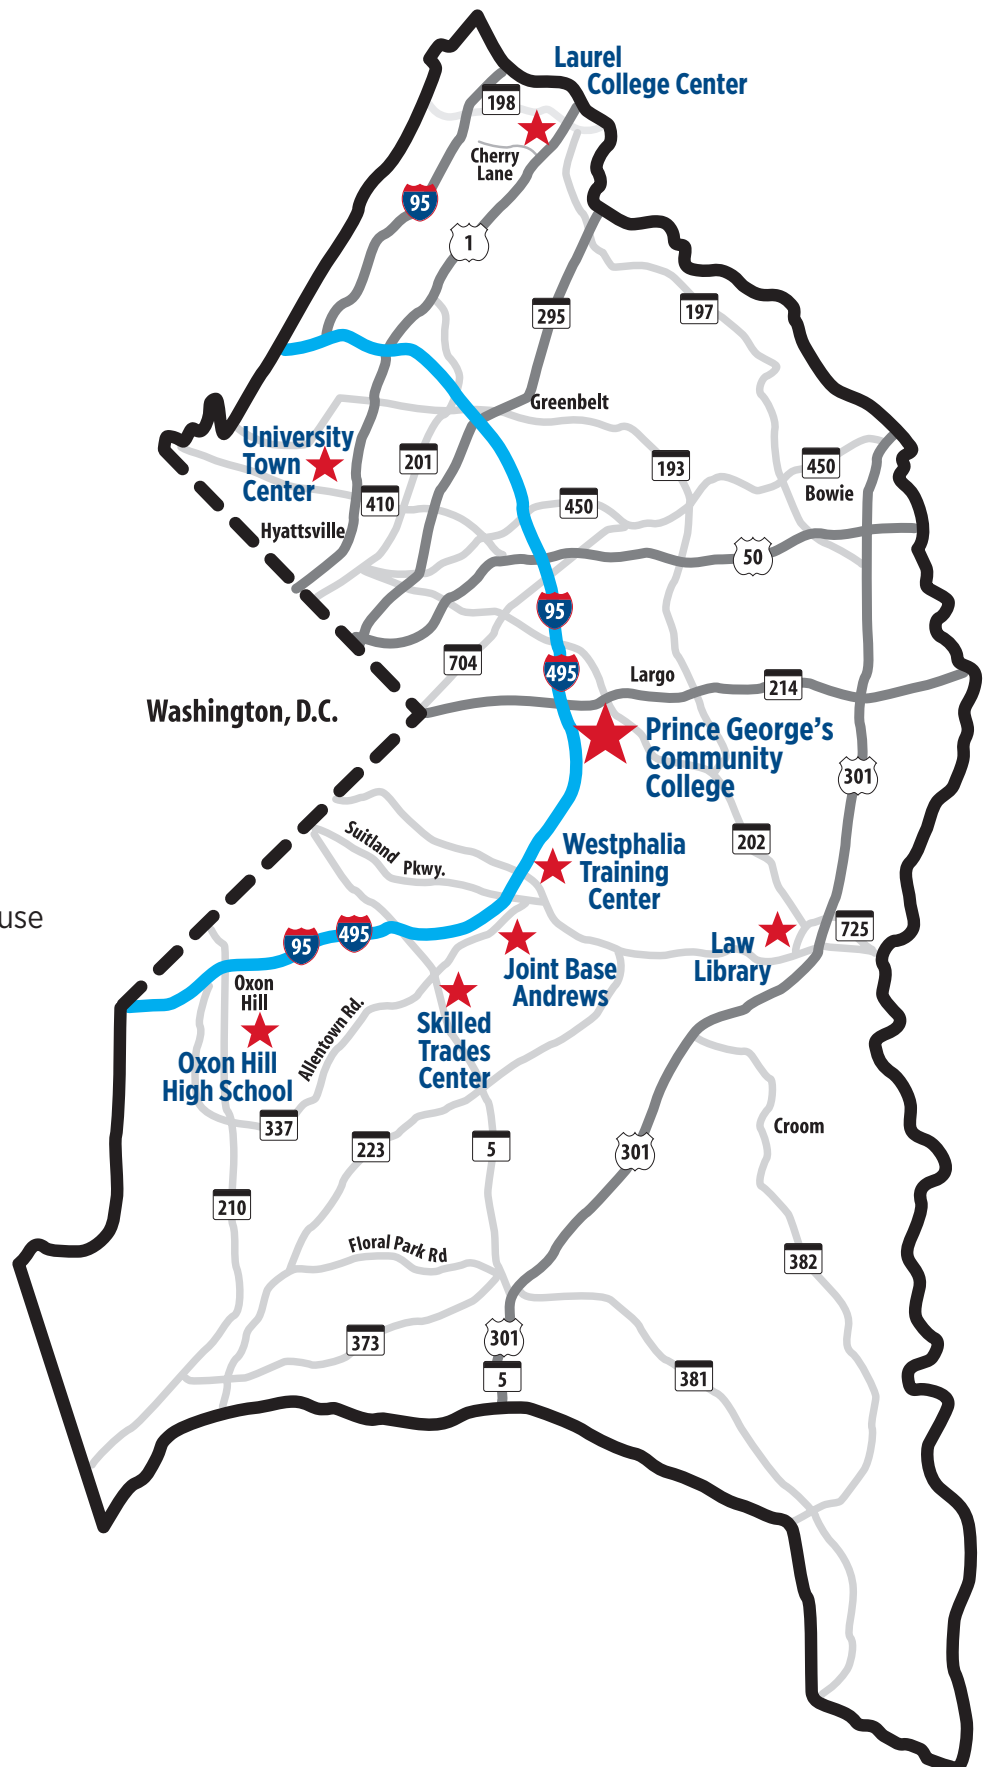 Laurel
College Center
198
Cherry
Lane
95
1
295
197
Greenbelt
University
Town
Center
201
193
450
Bowie
410
450
Hyattsville
50
95
704
495
Largo
214
Washington, D.C.
Prince George's
Community
College
301
Suitland Pkwy.
202
Westphalia
Training
Center
use
95
495
725
Law
Library
Joint Base
Andrews
Oxon
Hill
Allentown Rd.
Skilled
Trades
Center
Oxon Hill
High School
337
223
5
301
Croom
210
Floral Park Rd
382
373
301
5
381